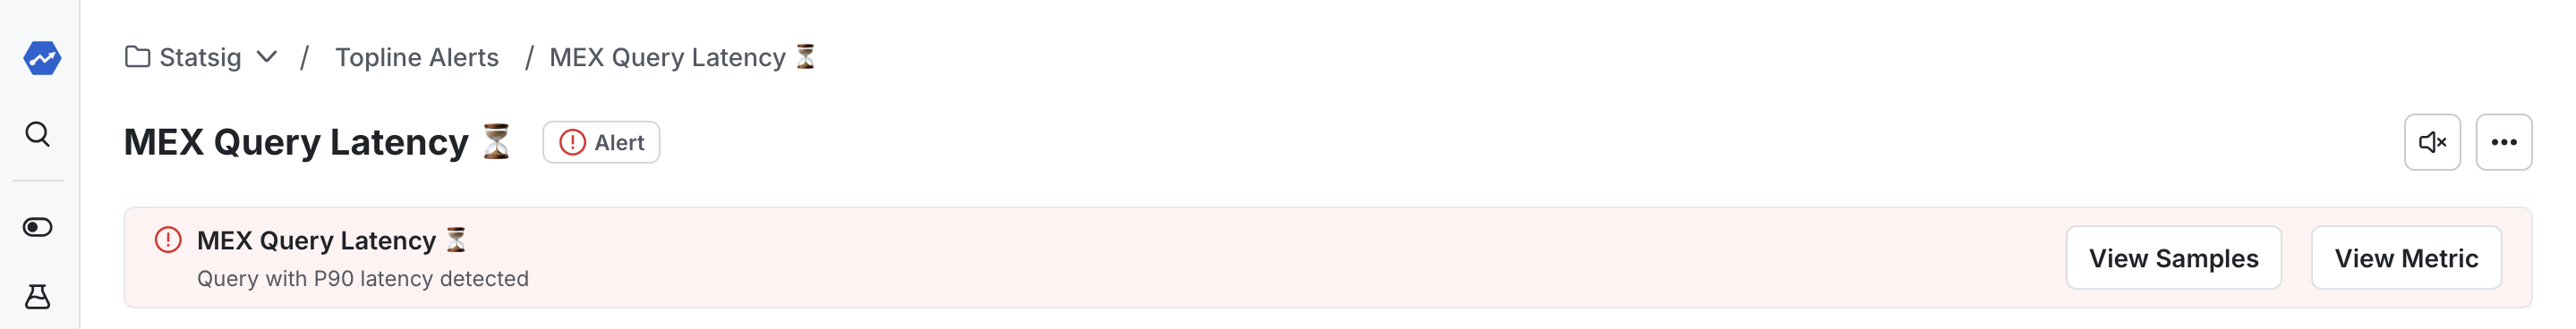 Statsig / Topline Alerts / MEX Query Latency ⏳
MEX Query Latency ⏳ Alert
MEX Query Latency ⏳
Query with P90 latency detected
View Samples View Metric